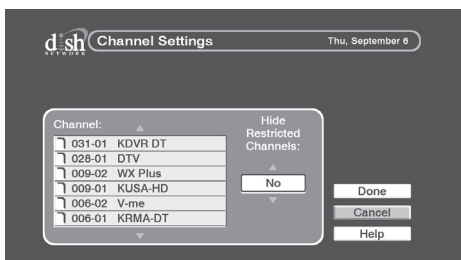 dish
NETWORK
Channel Settings
Thu, September 6
Channel:
031-01 KDVR DT
028-01 DTV
009-02 WX Plus
009-01 KUSA-HD
006-02 V-me
006-01 KRMA-DT
Hide
Restricted
Channels:
No
Done
Cancel
Help